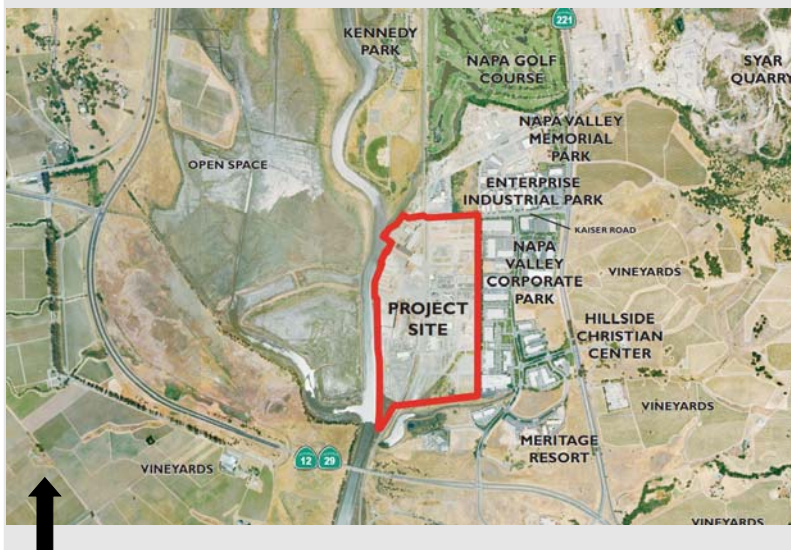 221
KENNEDY
PARK
NAPA GOLF
COURSE
SYAR
QUARRY
NAPA VALLEY
MEMORIAL
PARK
OPEN SPACE
ENTERPRISE
INDUSTRIAL PARK
KAISER ROAD
NAPA
VALLEY
CORPORATE
PARK
VINEYARDS
PROJECT
SITE
HILLSIDE
CHRISTIAN
CENTER
VINEYARDS
MERITAGE
RESORT
12 29
VINEYARDS
VINEYARDS